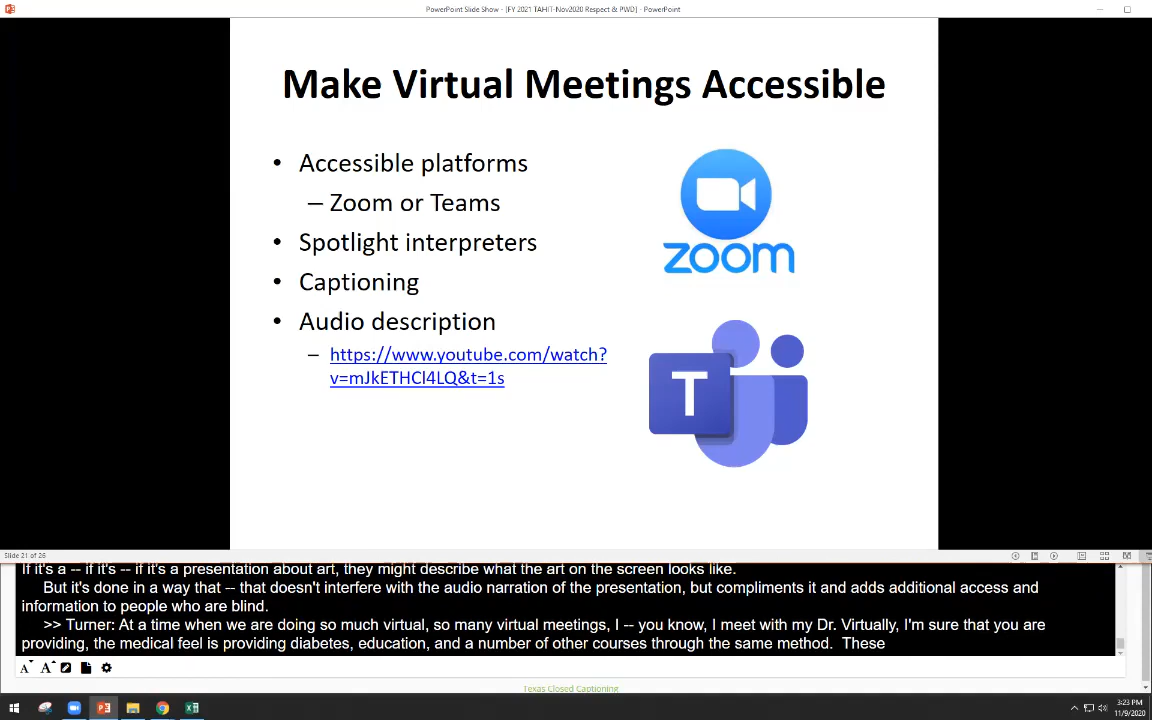 PowerPoint Slide Show - [FY 2021 TAHIT-Nov2020 Respect & PWD] - PowerPoint
Make Virtual Meetings Accessible
• Accessible platforms
– Zoom or Teams
• Spotlight interpreters
• Captioning
• Audio description
– https://www.youtube.com/watch?
v=mJkETHCl4LQ&t=1s
zoom
T
Slide 21 of 26
If it's a -- if it's -- if it's a presentation about art, they might describe what the art on the screen looks like.
But it's done in a way that -- that doesn't interfere with the audio narration of the presentation, but compliments it and adds additional access and
information to people who are blind.
>> Turner: At a time when we are doing so much virtual, so many virtual meetings, I -- you know, I meet with my Dr. Virtually, I'm sure that you are
providing, the medical feel is providing diabetes, education, and a number of other courses through the same method.  These
A A
Texas Closed Captioning
3:23 PM
11/9/2020